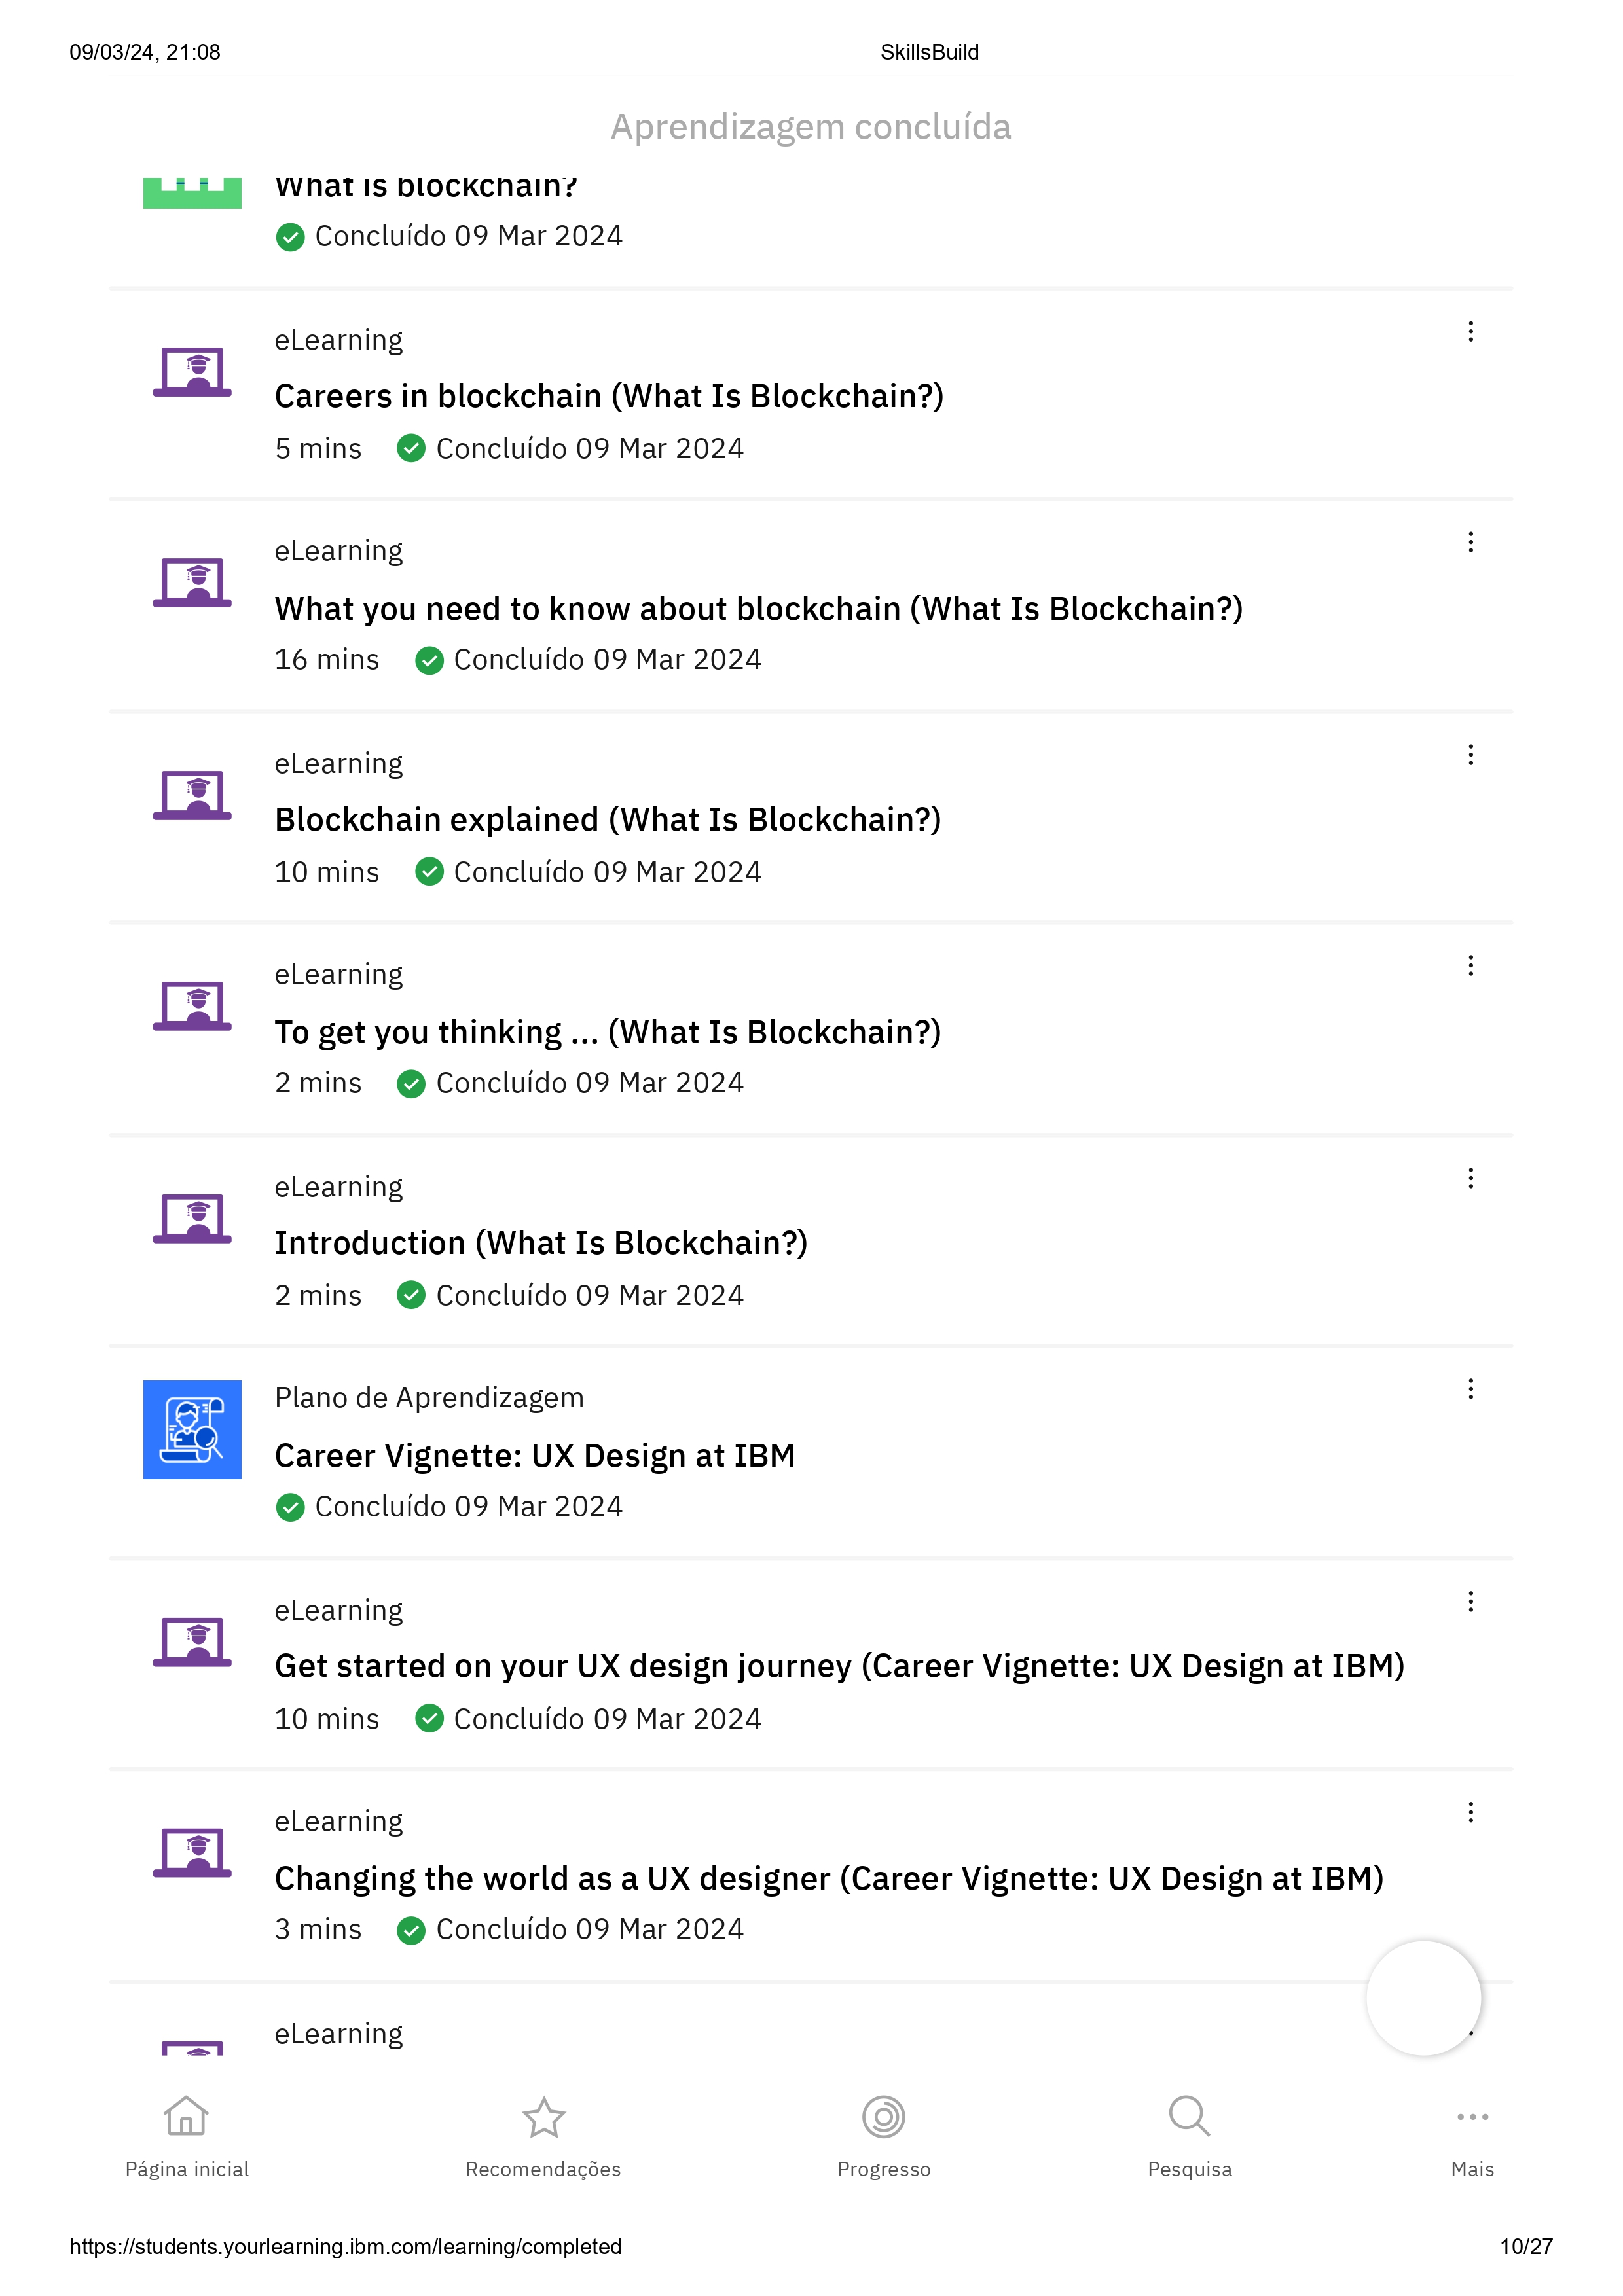 09/03/24, 21:08 SkillsBuild
Aprendizagem concluída
What is blockchain?
Concluído 09 Mar 2024
eLearning
Careers in blockchain (What Is Blockchain?)
5 mins Concluído 09 Mar 2024
eLearning
What you need to know about blockchain (What Is Blockchain?)
16 mins Concluído 09 Mar 2024
eLearning
Blockchain explained (What Is Blockchain?)
10 mins Concluído 09 Mar 2024
eLearning
To get you thinking ... (What Is Blockchain?)
2 mins Concluído 09 Mar 2024
eLearning
Introduction (What Is Blockchain?)
2 mins Concluído 09 Mar 2024
Plano de Aprendizagem
Career Vignette: UX Design at IBM
Concluído 09 Mar 2024
eLearning
Get started on your UX design journey (Career Vignette: UX Design at IBM)
10 mins Concluído 09 Mar 2024
eLearning
Changing the world as a UX designer (Career Vignette: UX Design at IBM)
3 mins Concluído 09 Mar 2024
eLearning
Página inicial Recomendações Progresso Pesquisa Mais
https://students.yourlearning.ibm.com/learning/completed 10/27